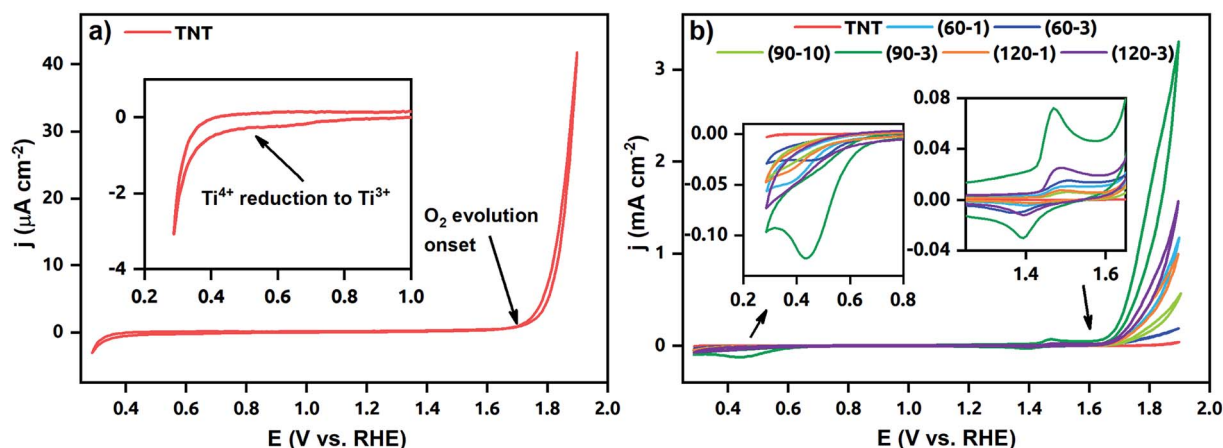 a)
TNT
j (μA cm⁻²)
40
30
20
10
0
0
-2
-4
0.2 0.4 0.6 0.8 1.0
Ti⁴⁺ reduction to Ti³⁺
O₂ evolution
onset
0.4 0.6 0.8 1.0 1.2 1.4 1.6 1.8 2.0
E (V vs. RHE)
b)
TNT (60-1) (60-3)
(90-10) (90-3) (120-1) (120-3)
j (mA cm⁻²)
3
2
1
0
0.00
-0.05
-0.10
0.2 0.4 0.6 0.8
0.08
0.04
0.00
-0.04
1.4 1.6
0.4 0.6 0.8 1.0 1.2 1.4 1.6 1.8 2.0
E (V vs. RHE)